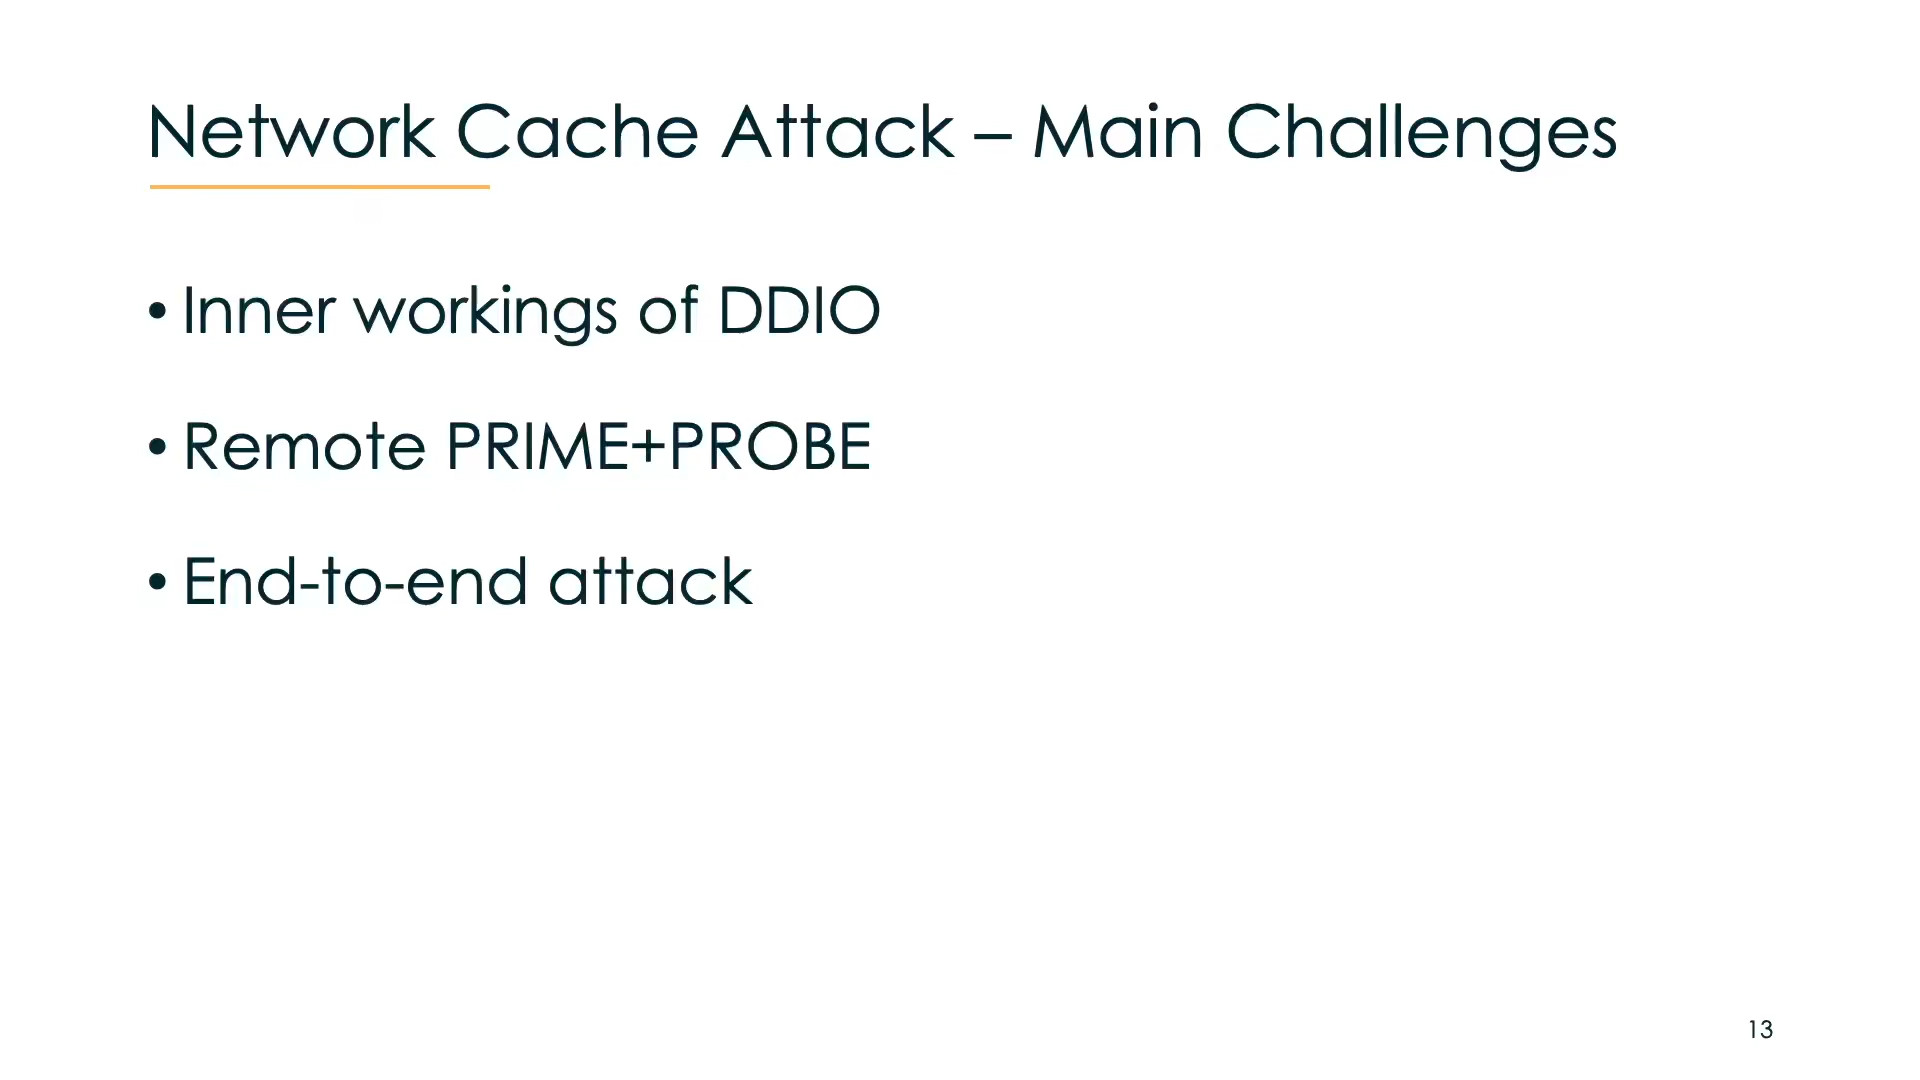 Network Cache Attack – Main Challenges
• Inner workings of DDIO
• Remote PRIME+PROBE
• End-to-end attack
13